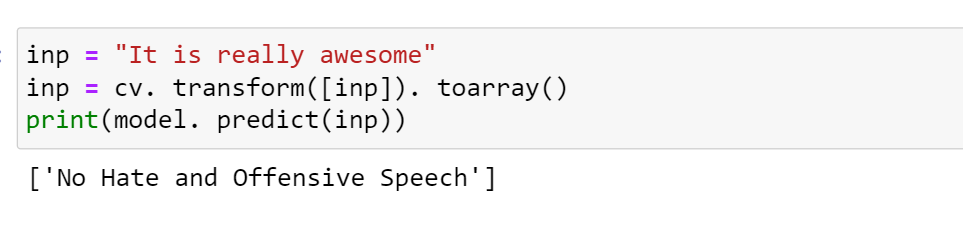 inp = "It is really awesome"
inp = cv. transform([inp]). toarray()
print(model. predict(inp))
['No Hate and Offensive Speech']